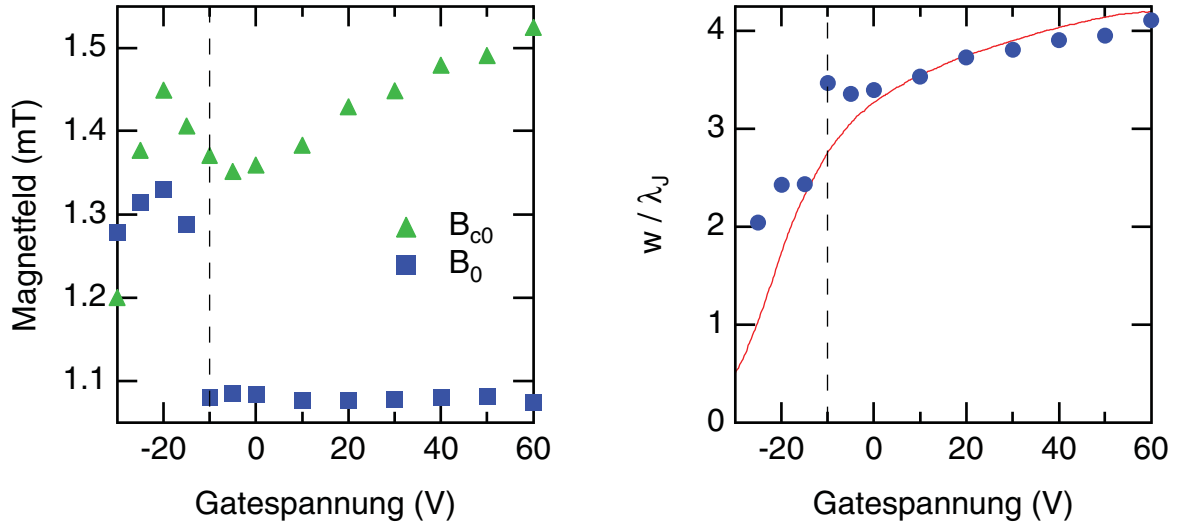 Magnetfeld (mT)
1.5
1.4
1.3
1.2
1.1
B_c0
B_0
-20 0 20 40 60
Gatespannung (V)
w / λ_J
4
3
2
1
0
-20 0 20 40 60
Gatespannung (V)